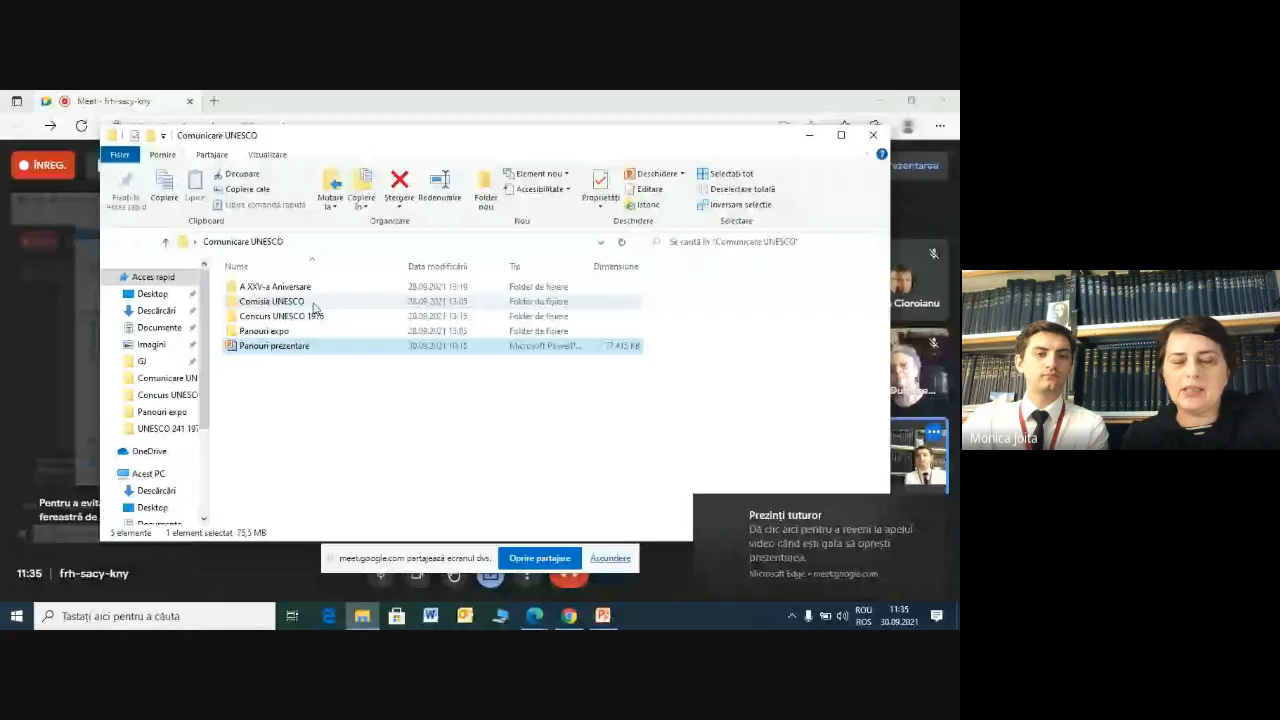 Meet - frh-sacy-kny
ÎNREG.
Comunicare UNESCO
Fișier Pornire Partajare Vizualizare
Copiere
Lipire
Decupare
Copiere cale
Lipire comandă rapidă
Mutare la
Copiere în
Ștergere
Redenumire
Folder nou
Element nou
Accesibilitate
Proprietăți
Deschidere
Editare
Istoric
Selectați tot
Deselectare totală
Inversare selecție
Clipboard Organizare Nou Deschidere Selectare
Comunicare UNESCO
Se caută în "Comunicare UNESCO"
Nume Data modificării Tip Dimensiune
A XXV-a Aniversare 28.09.2021 13:19 Folder de fișiere
Comisia UNESCO 28.09.2021 13:05 Folder de fișiere
Concurs UNESCO 1976 28.09.2021 13:15 Folder de fișiere
Panouri expo 28.09.2021 13:05 Folder de fișiere
Panouri prezentare 30.09.2021 10:15 Microsoft PowerP... 77.415 KB
Acces rapid
Desktop
Descărcări
Documente
Imagini
GJ
Comunicare UN
Concurs UNESCO
Panouri expo
UNESCO 241 197
OneDrive
Acest PC
Descărcări
Desktop
5 elemente 1 element selectat 75,5 MB
Cioroianu
Monica Joita
Pentru a evita
fereastră de
Prezinți tuturor
Dă clic aici pentru a reveni la apelul
video când ești gata să oprești
prezentarea.
Microsoft Edge • meet.google.com
meet.google.com partajează ecranul dvs.
Oprire partajare
Ascundere
11:35 frh-sacy-kny
Tastați aici pentru a căuta
ROU
ROS
11:35
30.09.2021